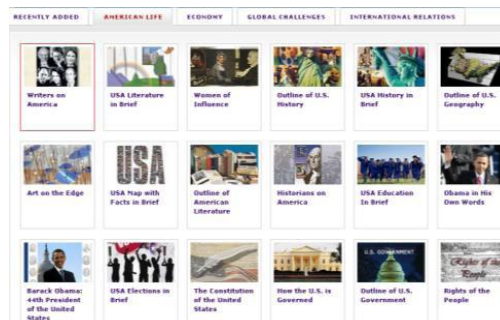 RECENTLY ADDED
AMERICAN LIFE
ECONOMY
GLOBAL CHALLENGES
INTERNATIONAL RELATIONS
Writers on
America
USA Literature
in Brief
Women of
Influence
Outline of U.S.
History
USA History in
Brief
Outline of U.S.
Geography
USA
Art on the Edge
USA Map with
Facts in Brief
Outline of
American
Literature
Historians on
America
USA Education
In Brief
Obama in His
Own Words
U.S. GOVERNMENT
Rights of the
People
Barack Obama:
44th President
of the United
States
USA Elections in
Brief
The Constitution
of the United
States
How the U.S. is
Governed
Outline of U.S.
Government
Rights of the
People